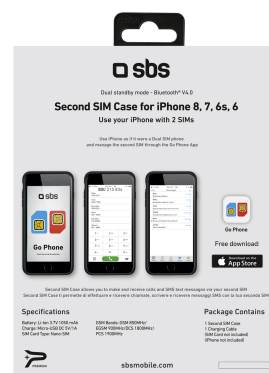 sbs
Dual standby mode - Bluetooth® V4.0
Second SIM Case for iPhone 8, 7, 6s, 6
Use your iPhone with 2 SIMs
Use iPhone as if it were a Dual SIM phone
and manage the second SIM through the Go Phone App
sbs
Go Phone
Go Phone
Free download:
Download on the
App Store
Second SIM Case allows you to make and receive calls and SMS text messages via your second SIM
Second SIM Case ti permette di effettuare e ricevere chiamate, scrivere e ricevere messaggi SMS con la tua seconda SIM
Specifications
Battery: Li-Ion 3.7V 1050 mAh
Charge: Micro-USB DC 5V/1A
SIM Card Type: Nano SIM
GSM Bands: GSM 850MHz/
EGSM 900MHz/DCS 1800MHz/
PCS 1900MHz
Package Contains
1 Second SIM Case
1 Charging Cable
(SIM Card not included)
(iPhone not included)
PREMIUM
sbsmobile.com